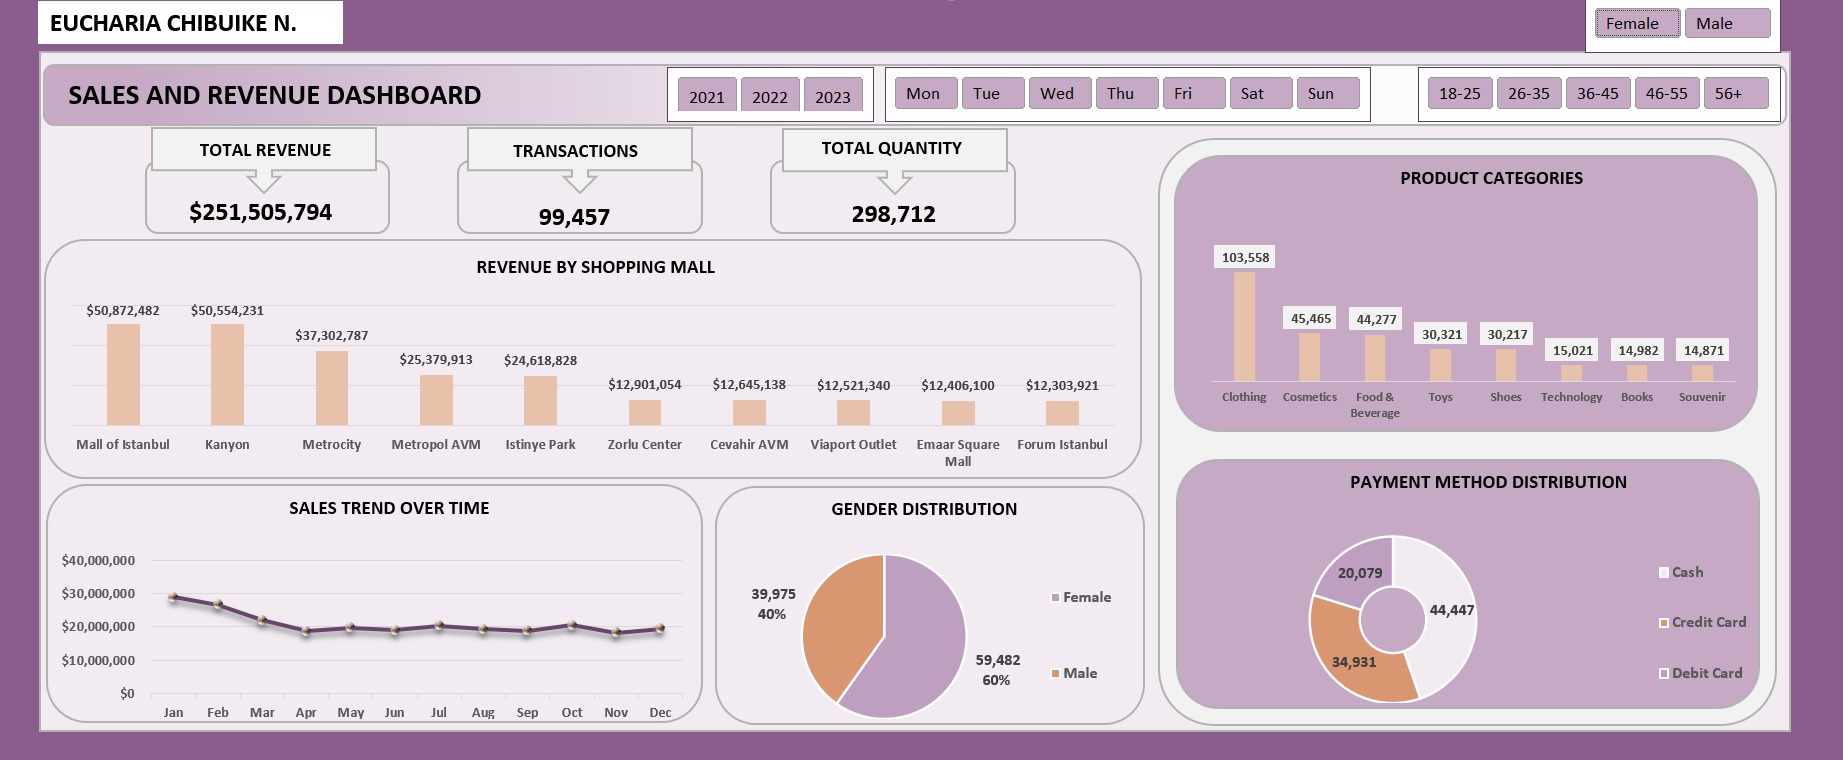 EUCHARIA CHIBUIKE N.
Female Male
SALES AND REVENUE DASHBOARD
2021 2022 2023
Mon Tue Wed Thu Fri Sat Sun
18-25 26-35 36-45 46-55 56+
TOTAL REVENUE
$251,505,794
TRANSACTIONS
99,457
TOTAL QUANTITY
298,712
REVENUE BY SHOPPING MALL
$50,872,482 $50,554,231 $37,302,787 $25,379,913 $24,618,828 $12,901,054 $12,645,138 $12,521,340 $12,406,100 $12,303,921
Mall of Istanbul Kanyon Metrocity Metropol AVM Istinye Park Zorlu Center Cevahir AVM Viaport Outlet Emaar Square Forum Istanbul
Mall
PRODUCT CATEGORIES
103,558 45,465 44,277 30,321 30,217 15,021 14,982 14,871
Clothing Cosmetics Food & Toys Shoes Technology Books Souvenir
Beverage
SALES TREND OVER TIME
$40,000,000
$30,000,000
$20,000,000
$10,000,000
$0
Jan Feb Mar Apr May Jun Jul Aug Sep Oct Nov Dec
GENDER DISTRIBUTION
39,975
40%
59,482
60%
Female
Male
PAYMENT METHOD DISTRIBUTION
20,079
44,447
34,931
Cash
Credit Card
Debit Card